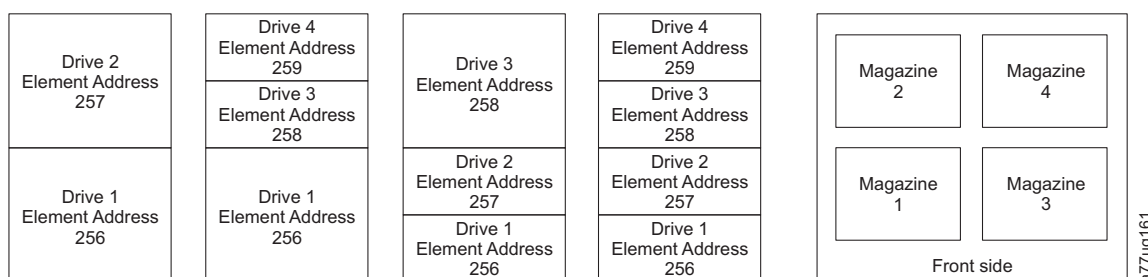 Drive 2
Element Address
257
Drive 1
Element Address
256
Drive 4
Element Address
259
Drive 3
Element Address
258
Drive 1
Element Address
256
Drive 3
Element Address
258
Drive 2
Element Address
257
Drive 1
Element Address
256
Drive 4
Element Address
259
Drive 3
Element Address
258
Drive 2
Element Address
257
Drive 1
Element Address
256
Magazine
2
Magazine
4
Magazine
1
Magazine
3
Front side